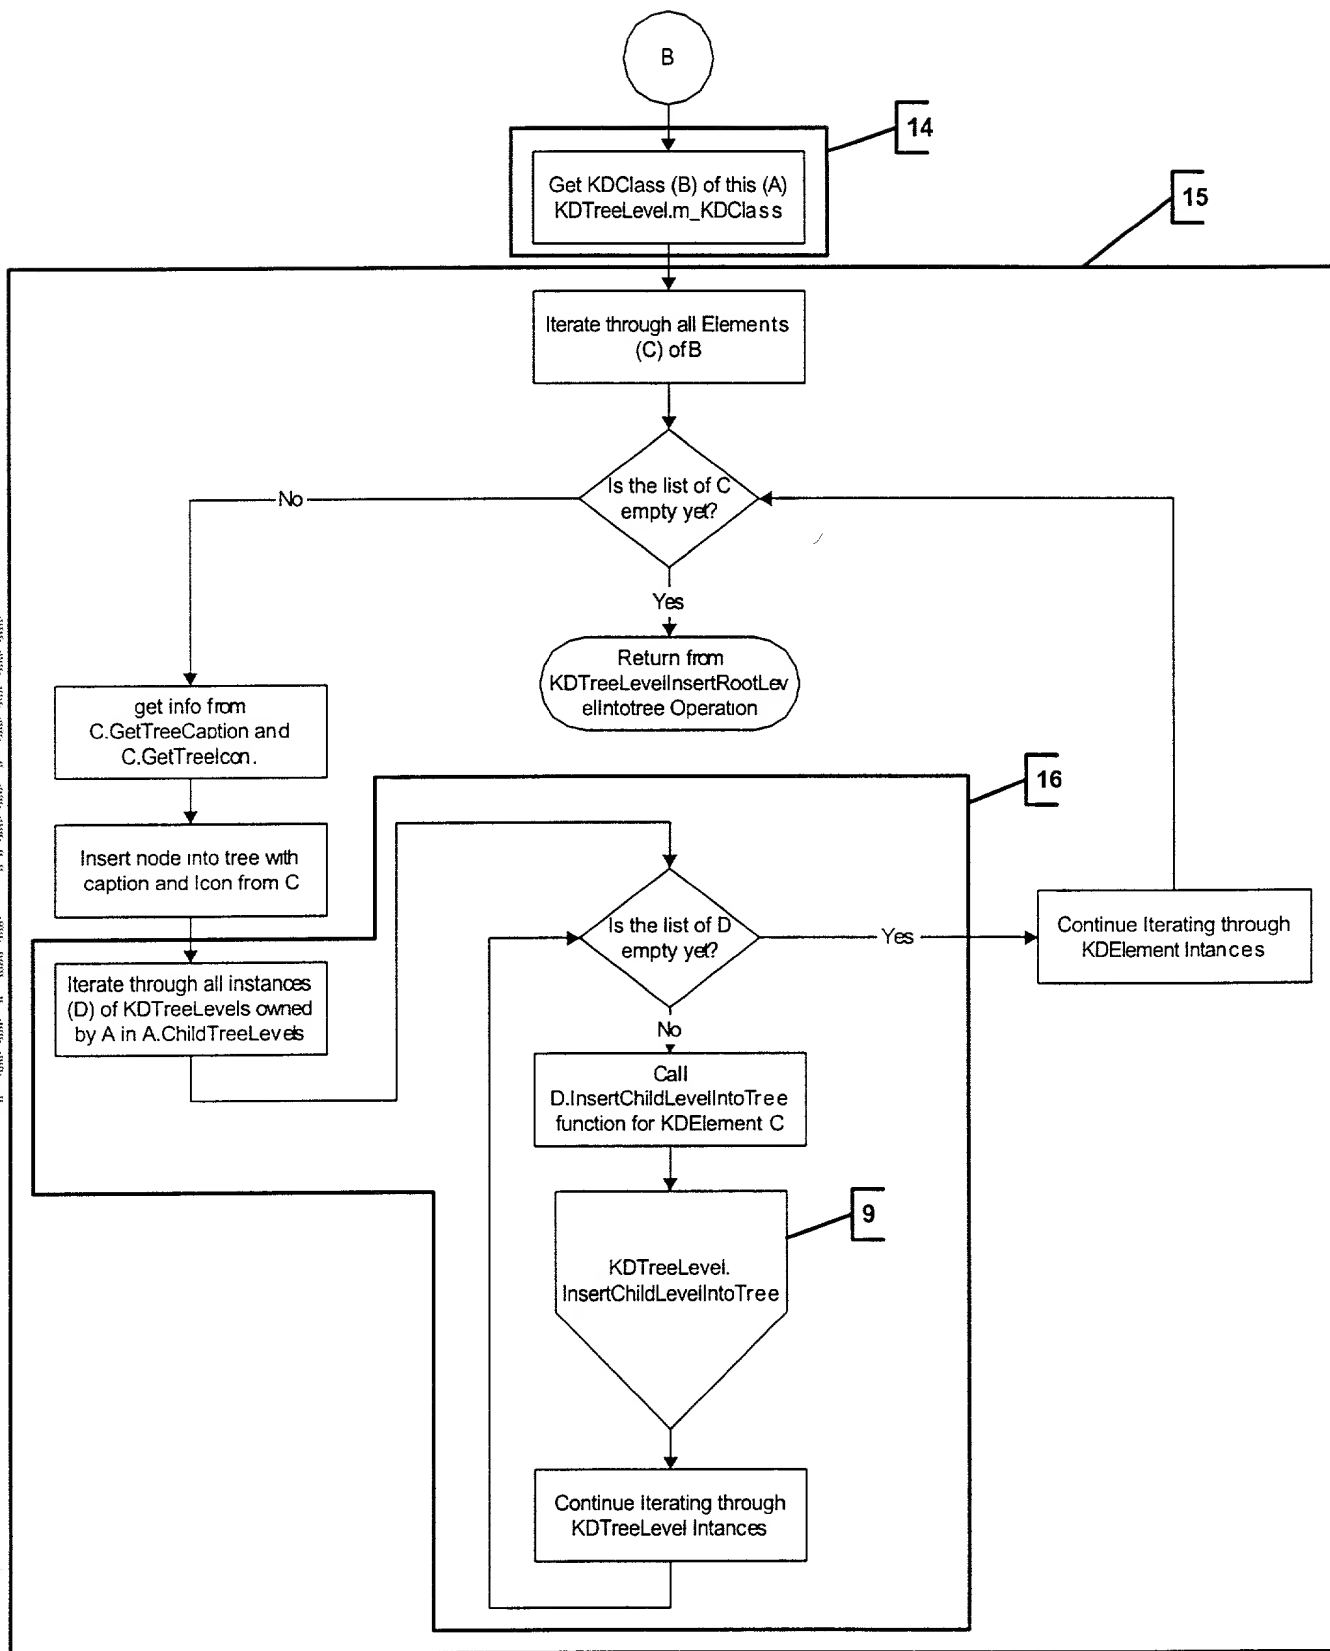 B
14
Get KDClass (B) of this (A)
KDTreeLevel.m_KDClass
15
Iterate through all Elements
(C) of B
Is the list of C
empty yet?
No
Yes
Return from
KDTreeLevelInsertRootLev
elIntotree Operation
get info from
C.GetTreeCaption and
C.GetTreeIcon.
16
Insert node into tree with
caption and Icon from C
Is the list of D
empty yet?
Yes
Continue Iterating through
KDElement Intances
Iterate through all instances
(D) of KDTreeLevels owned
by A in A.ChildTreeLevels
No
Call
D.InsertChildLevelIntoTree
function for KDElement C
9
KDTreeLevel.
InsertChildLevelIntoTree
Continue Iterating through
KDTreeLevel Intances